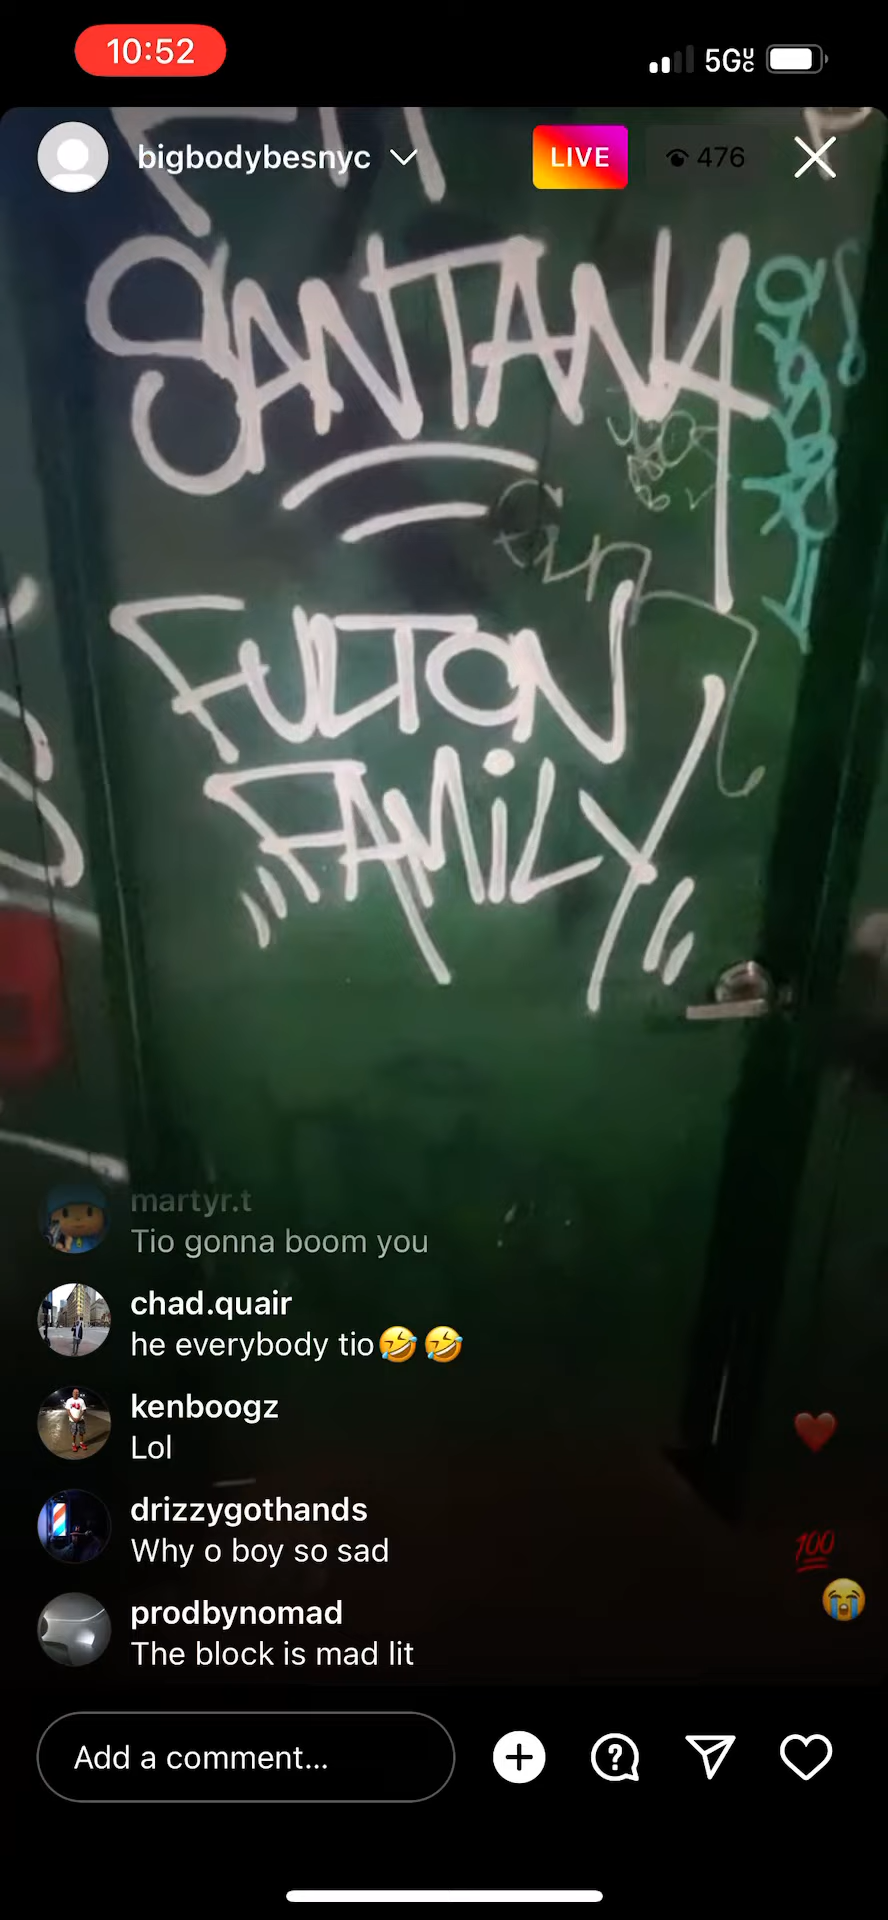 10:52
5G UC
bigbodybesnyc
LIVE
476
SANTANA
FULTON
FAMiLY
martyr.t
Tio gonna boom you
chad.quair
he everybody tio🤣🤣
kenboogz
Lol
drizzygothands
Why o boy so sad
100
prodbynomad
The block is mad lit
Add a comment...